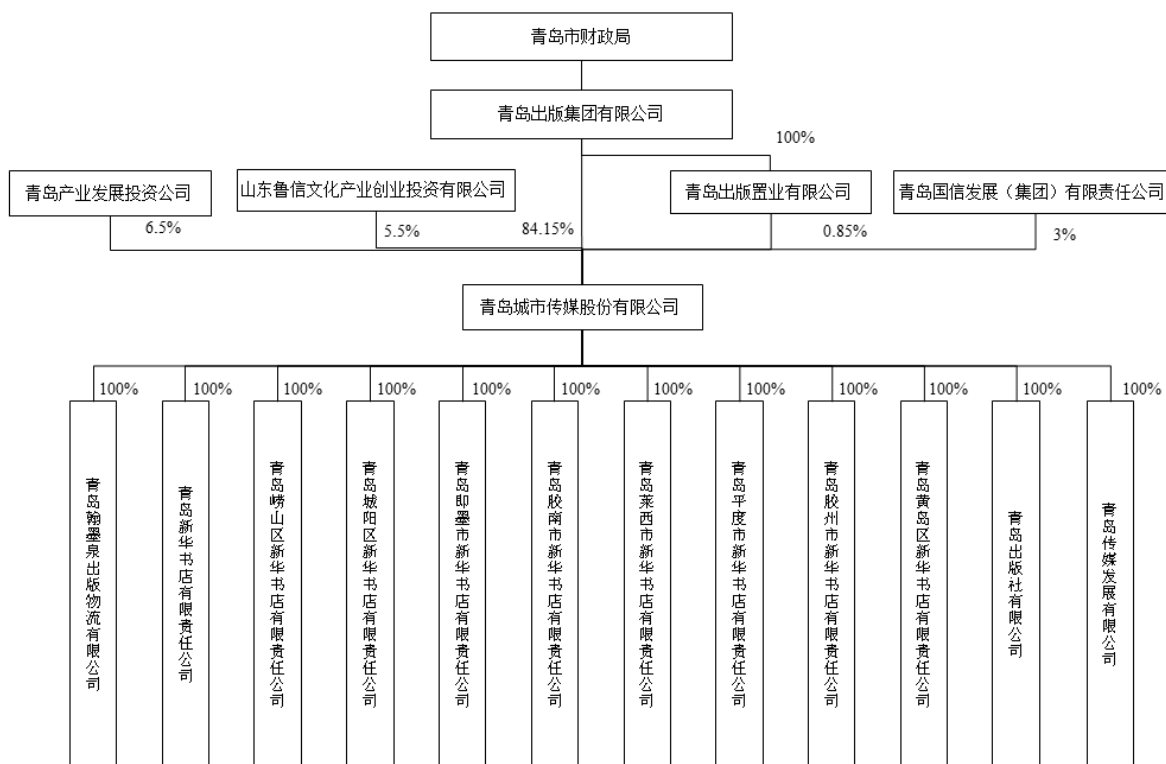 青岛市财政局
青岛出版集团有限公司
100%
青岛产业发展投资公司
山东鲁信文化产业创业投资有限公司
青岛出版置业有限公司
青岛国信发展（集团）有限责任公司
6.5%
5.5%
84.15%
0.85%
3%
青岛城市传媒股份有限公司
100%
100%
100%
100%
100%
100%
100%
100%
100%
100%
100%
100%
青岛翰墨泉出版物流有限公司
青岛新华书店有限责任公司
青岛崂山区新华书店有限责任公司
青岛城阳区新华书店有限责任公司
青岛即墨市新华书店有限责任公司
青岛胶南市新华书店有限责任公司
青岛莱西市新华书店有限责任公司
青岛平度市新华书店有限责任公司
青岛胶州市新华书店有限责任公司
青岛黄岛区新华书店有限责任公司
青岛出版社有限公司
青岛传媒发展有限公司